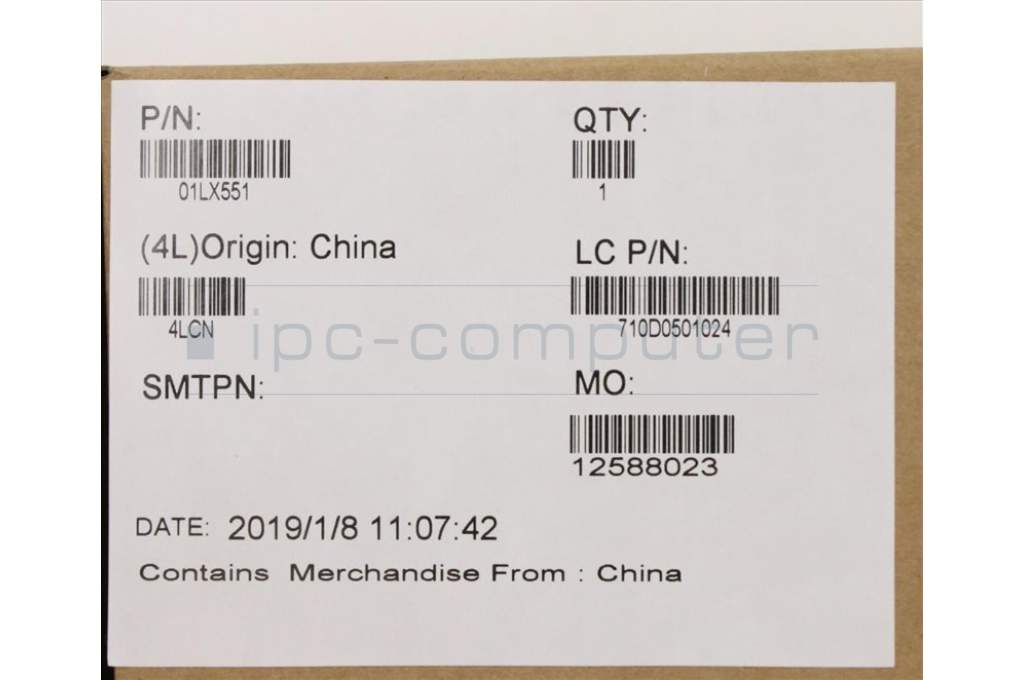 P/N:
01LX551
QTY:
1
(4L)Origin: China
4LCN
LC P/N:
710D0501024
ipc-computer
SMTPN:
MO:
12588023
DATE: 2019/1/8 11:07:42
Contains Merchandise From : China